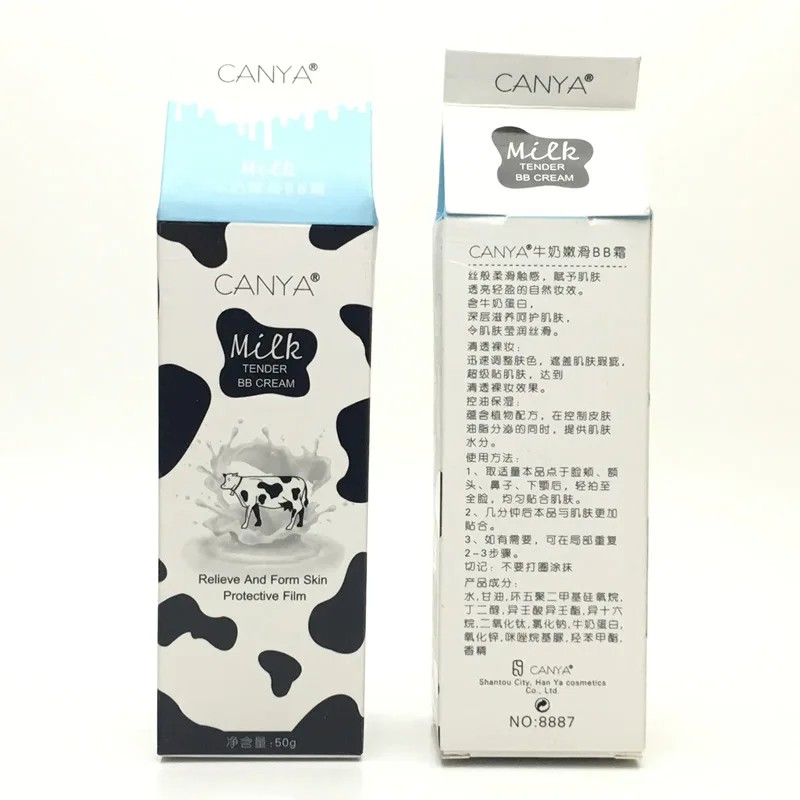 CANYA®
Milk
CANYA®
Milk
TENDER
BB CREAM
Relieve And Form Skin
Protective Film
净含量:50g
CANYA®
Milk
TENDER
BB CREAM
CANYA®牛奶嫩滑BB霜
丝般柔滑触感,赋予肌肤
透亮轻盈的自然妆效。
含牛奶蛋白,
深层滋养呵护肌肤,
令肌肤莹润丝滑。
清透裸妆:
迅速调整肤色,遮盖肌肤瑕疵,
超级贴肌肤,达到
清透裸妆效果。
控油保湿:
蕴含植物配方,在控制皮肤
油脂分泌的同时,提供肌肤
水分。
使用方法:
1、取适量本品点于脸颊、额
头、鼻子、下颚后,轻拍至
全脸,均匀贴合肌肤。
2、几分钟后本品与肌肤更加
贴合。
3、如有需要,可在局部重复
2-3步骤。
切记:不要打圈涂抹
产品成分:
水,甘油,环五聚二甲基硅氧烷,
丁二醇,异壬酸异壬酯,异十六
烷,二氧化钛,氯化钠,牛奶蛋白,
氧化锌,咪唑烷基脲,羟苯甲酯,
香精
CANYA®
Shantou City, Han Ya cosmetics
Co., Ltd.
NO:8887